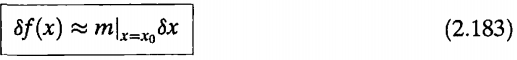 δf(x) ≈ m|ₓ₌ₓ₀ δx (2.183)